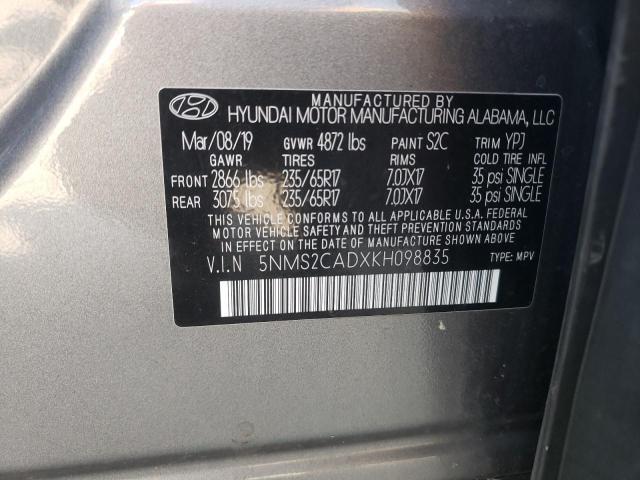 MANUFACTURED BY
HYUNDAI MOTOR MANUFACTURING ALABAMA, LLC
Mar/08/19 GVWR 4872 lbs PAINT S2C TRIM YPJ
GAWR TIRES RIMS COLD TIRE INFL
FRONT 2866 lbs 235/65R17 7.0JX17 35 psi SINGLE
REAR 3075 lbs 235/65R17 7.0JX17 35 psi SINGLE
THIS VEHICLE CONFORMS TO ALL APPLICABLE U.S.A. FEDERAL
MOTOR VEHICLE SAFETY, BUMPER, AND THEFT PREVENTION
STANDARDS IN EFFECT ON THE DATE OF MANUFACTURE SHOWN ABOVE.
V.I.N 5NMS2CADXKH098835 TYPE: MPV